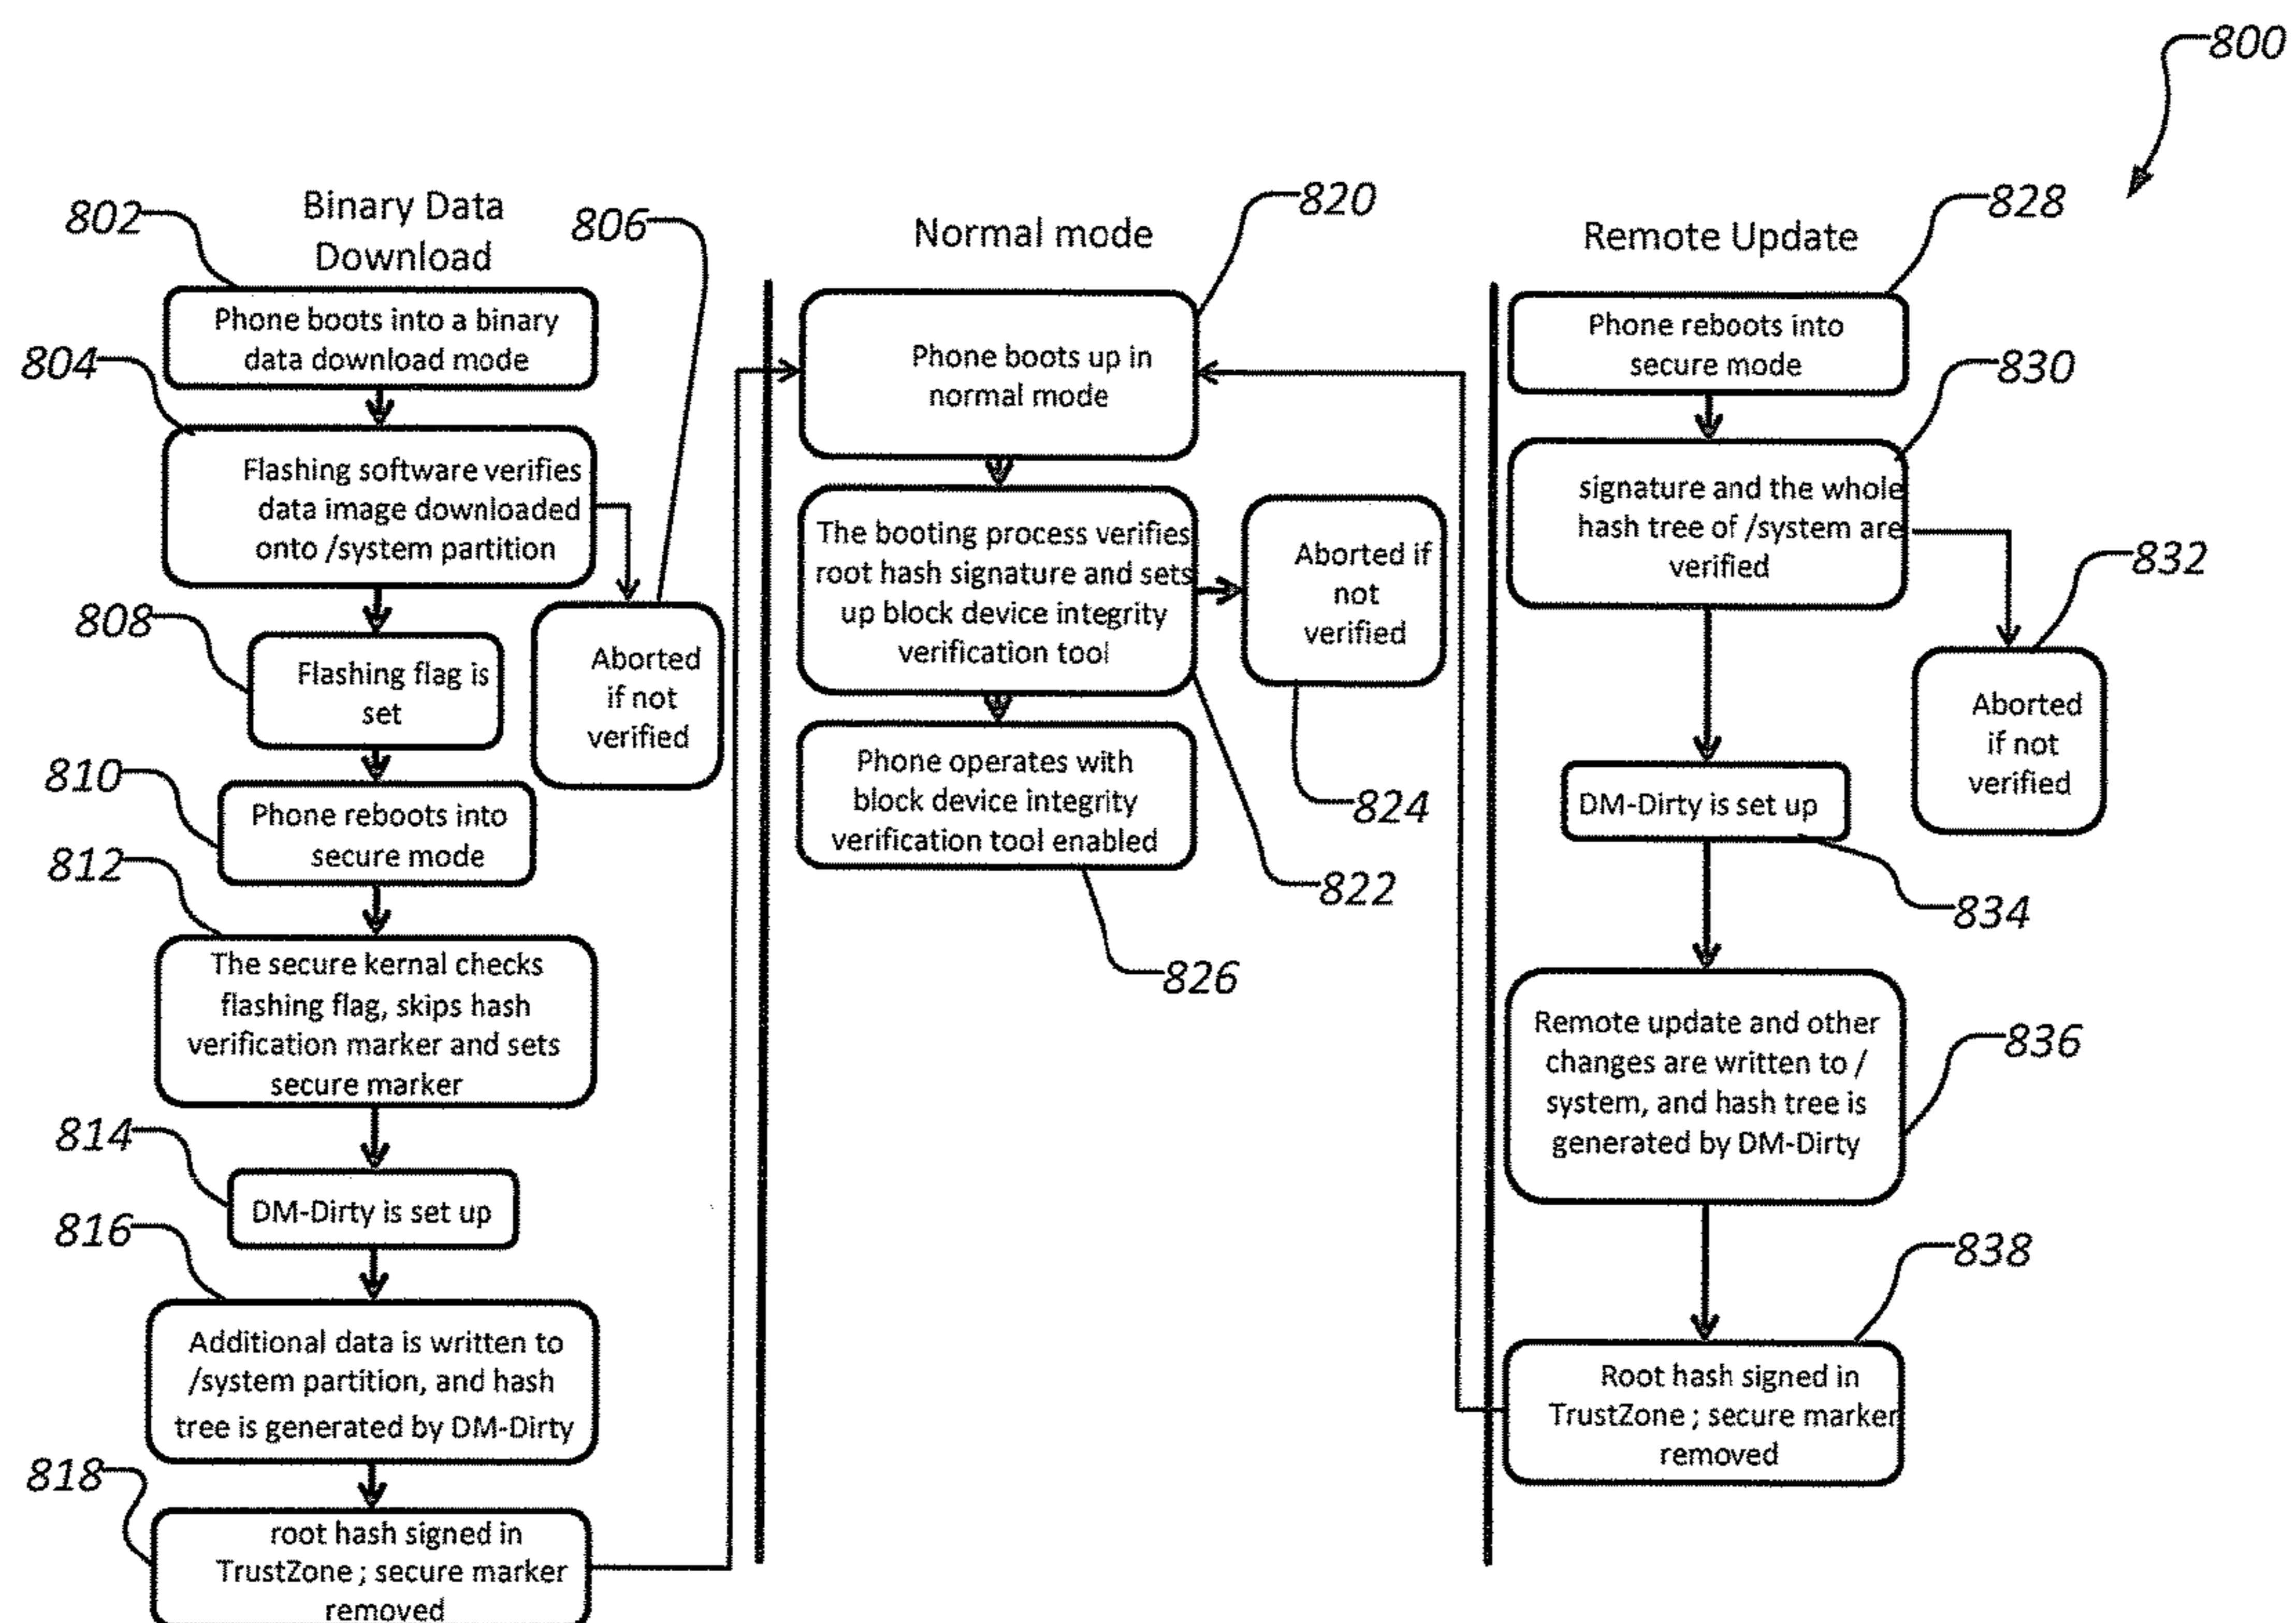 800
Binary Data
Download
802
Phone boots into a binary
data download mode
804
Flashing software verifies
data image downloaded
onto /system partition
806
Aborted
if not
verified
808
Flashing flag is
set
810
Phone reboots into
secure mode
812
The secure kernal checks
flashing flag, skips hash
verification marker and sets
secure marker
814
DM-Dirty is set up
816
Additional data is written to
/system partition, and hash
tree is generated by DM-Dirty
818
root hash signed in
TrustZone ; secure marker
removed
Normal mode
820
Phone boots up in
normal mode
The booting process verifies
root hash signature and sets
up block device integrity
verification tool
822
Aborted if
not
verified
824
Phone operates with
block device integrity
verification tool enabled
826
Remote Update
828
Phone reboots into
secure mode
830
signature and the whole
hash tree of /system are
verified
832
Aborted
if not
verified
DM-Dirty is set up
834
Remote update and other
changes are written to /
system, and hash tree is
generated by DM-Dirty
836
838
Root hash signed in
TrustZone ; secure marker
removed